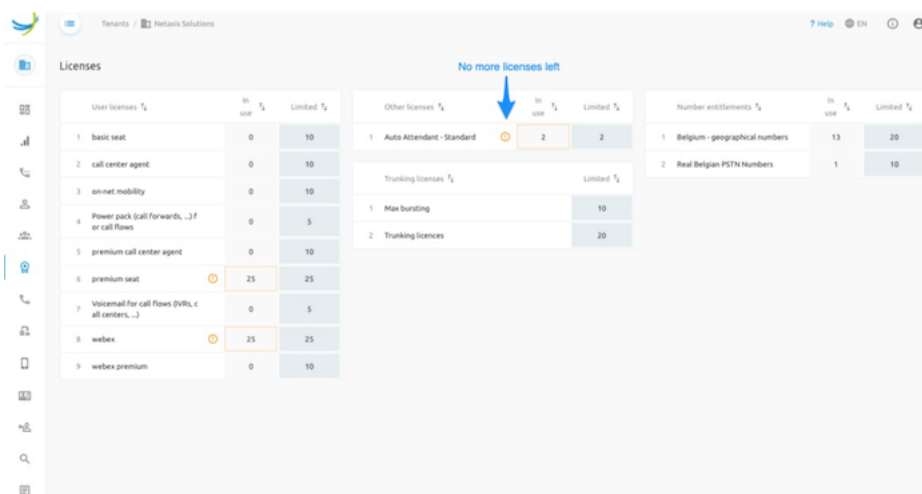 Tenants / Netaxis Solutions
? Help EN
Licenses
No more licenses left
User licenses In use Limited
1 basic seat 0 10
2 call center agent 0 10
3 on-net mobility 0 10
4 Power pack (call forwards, ...) f
or call flows 0 5
5 premium call center agent 0 10
6 premium seat 25 25
7 Voicemail for call flows (IVRs, c
all centers, ...) 0 5
8 webex 25 25
9 webex premium 0 10
Other licenses In use Limited
1 Auto Attendant - Standard 2 2
Trunking licenses Limited
1 Max bursting 10
2 Trunking licences 20
Number entitlements In use Limited
1 Belgium - geographical numbers 13 20
2 Real Belgian PSTN Numbers 1 10